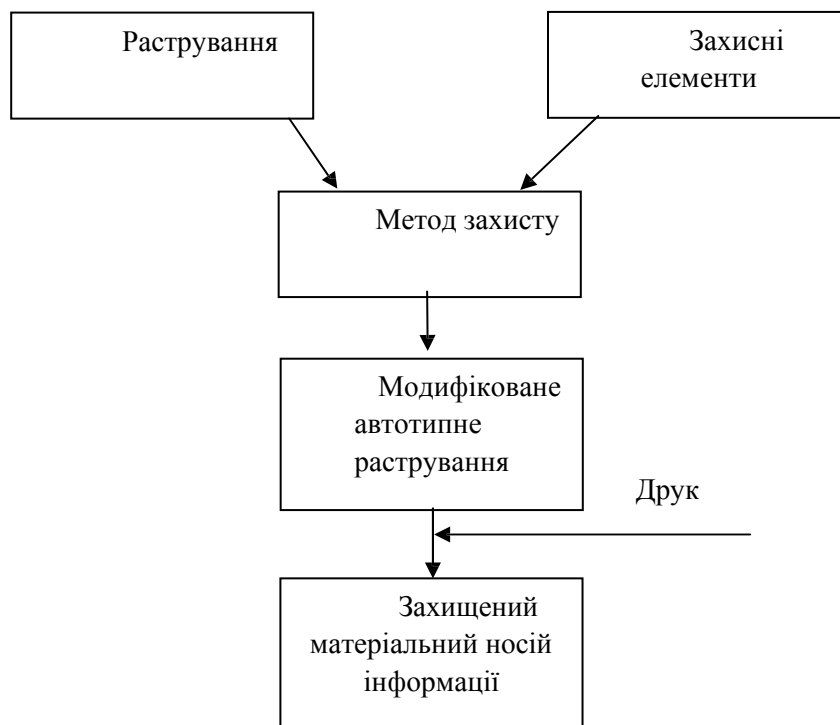 Растрування
Захисні
елементи
Метод захисту
Модифіковане
автотипне
растрування
Друк
Захищений
матеріальний носій
інформації